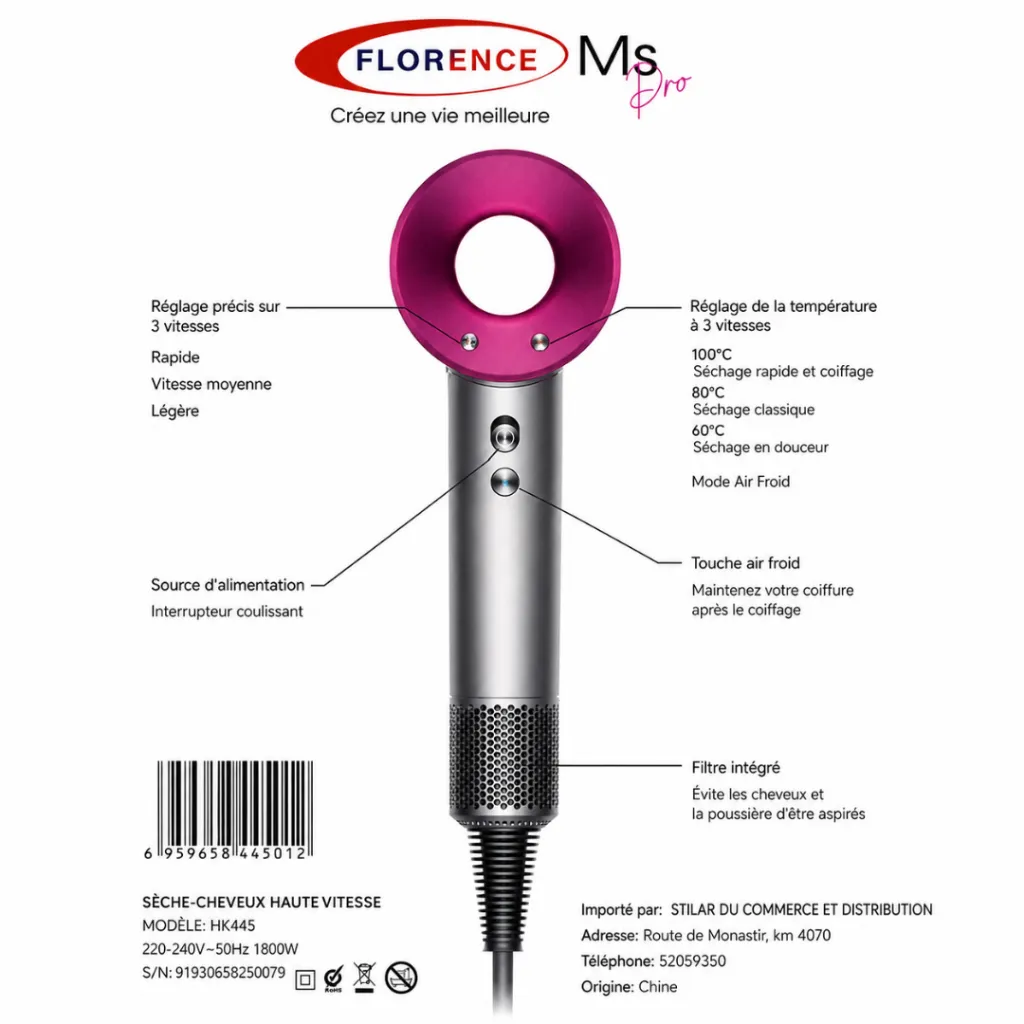 FLORENCE Ms Pro
Créez une vie meilleure
Réglage précis sur
3 vitesses
Rapide
Vitesse moyenne
Légère
Réglage de la température
à 3 vitesses
100°C
Séchage rapide et coiffage
80°C
Séchage classique
60°C
Séchage en douceur
Mode Air Froid
Source d'alimentation
Interrupteur coulissant
Touche air froid
Maintenez votre coiffure
après le coiffage
Filtre intégré
Évite les cheveux et
la poussière d'être aspirés
6 959658 445012
SÈCHE-CHEVEUX HAUTE VITESSE
MODÈLE: HK445
220-240V~50Hz 1800W
S/N: 91930658250079
RoHS
Importé par: STILAR DU COMMERCE ET DISTRIBUTION
Adresse: Route de Monastir, km 4070
Téléphone: 52059350
Origine: Chine